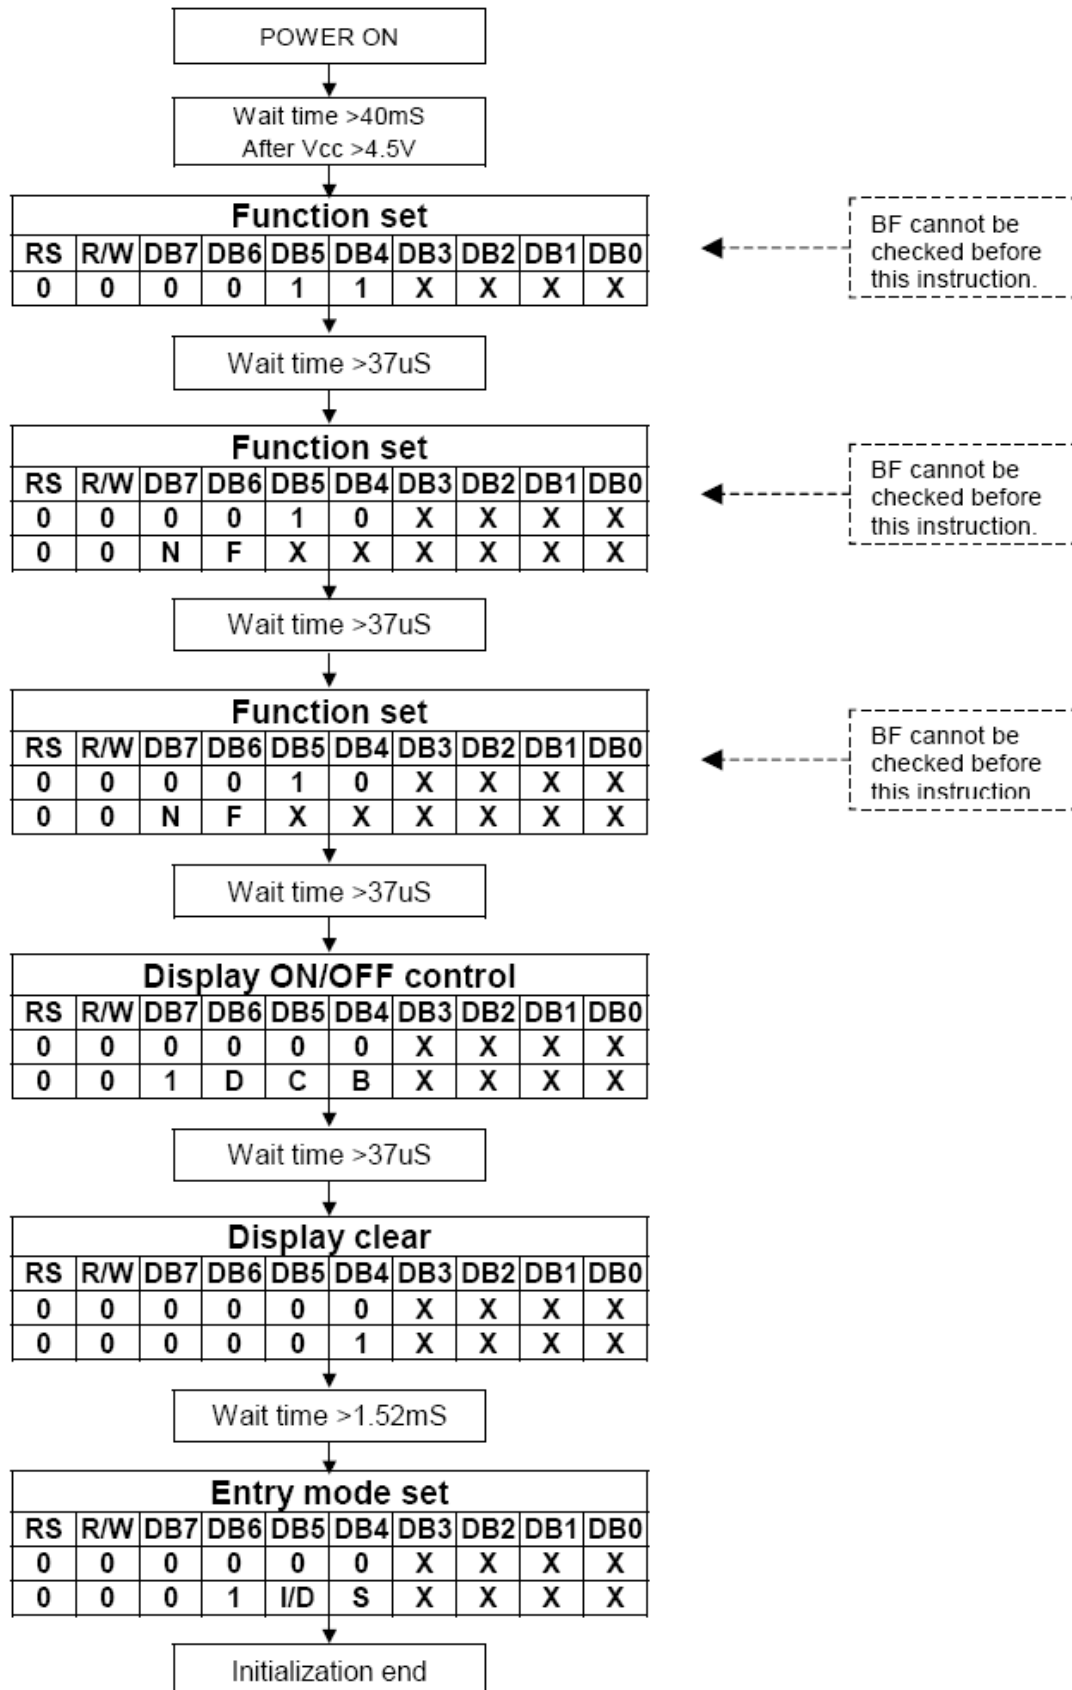 POWER ON
Wait time >40mS
After Vcc >4.5V
Function set
RS R/W DB7 DB6 DB5 DB4 DB3 DB2 DB1 DB0
0 0 0 0 1 1 X X X X
BF cannot be
checked before
this instruction.
Wait time >37uS
Function set
RS R/W DB7 DB6 DB5 DB4 DB3 DB2 DB1 DB0
0 0 0 0 1 0 X X X X
0 0 N F X X X X X X
BF cannot be
checked before
this instruction.
Wait time >37uS
Function set
RS R/W DB7 DB6 DB5 DB4 DB3 DB2 DB1 DB0
0 0 0 0 1 0 X X X X
0 0 N F X X X X X X
BF cannot be
checked before
this instruction
Wait time >37uS
Display ON/OFF control
RS R/W DB7 DB6 DB5 DB4 DB3 DB2 DB1 DB0
0 0 0 0 0 0 X X X X
0 0 1 D C B X X X X
Wait time >37uS
Display clear
RS R/W DB7 DB6 DB5 DB4 DB3 DB2 DB1 DB0
0 0 0 0 0 0 X X X X
0 0 0 0 0 1 X X X X
Wait time >1.52mS
Entry mode set
RS R/W DB7 DB6 DB5 DB4 DB3 DB2 DB1 DB0
0 0 0 0 0 0 X X X X
0 0 0 1 I/D S X X X X
Initialization end